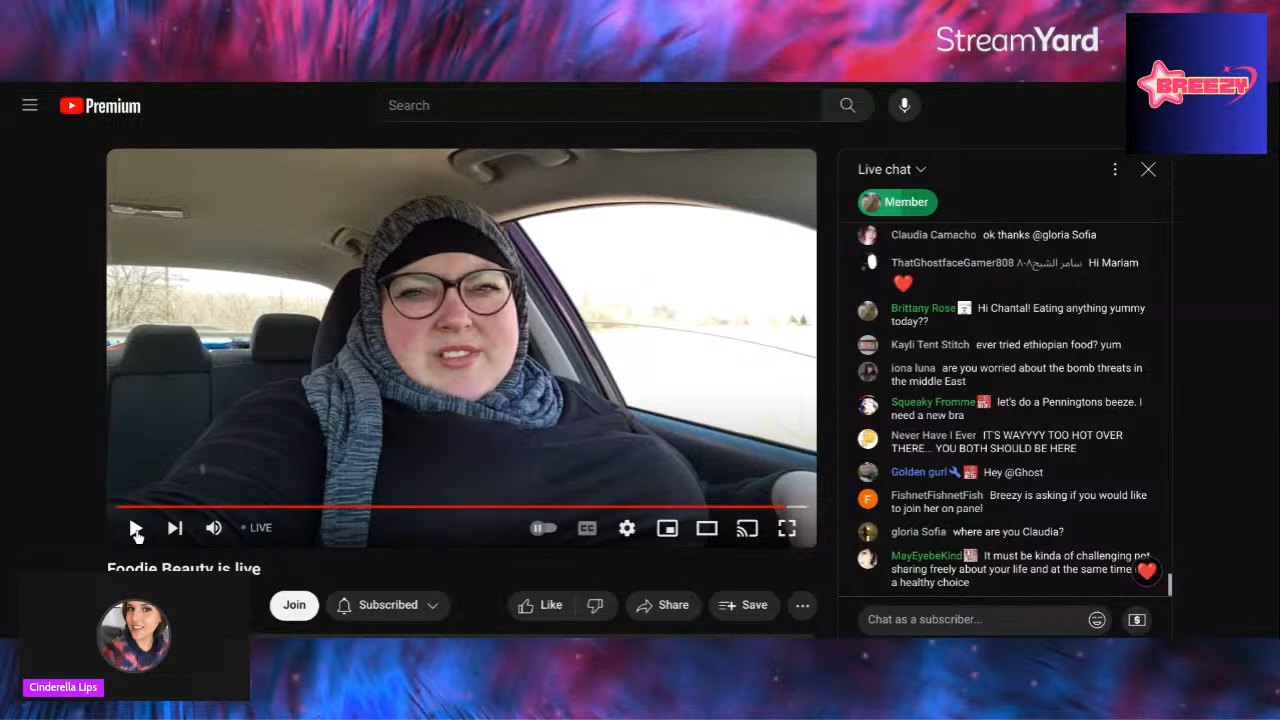 StreamYard
BREEZY
Premium
Search
Live chat
Member
Claudia Camacho ok thanks @gloria Sofia
ThatGhostfaceGamer808 سامر الشبح٨٠٨ Hi Mariam
Brittany Rose Hi Chantal! Eating anything yummy
today??
Kayli Tent Stitch ever tried ethiopian food? yum
iona luna are you worried about the bomb threats in
the middle East
Squeaky Fromme let's do a Penningtons beeze. I
need a new bra
Never Have I Ever IT'S WAYYYY TOO HOT OVER
THERE... YOU BOTH SHOULD BE HERE
Golden gurl Hey @Ghost
FishnetFishnetFish Breezy is asking if you would like
to join her on panel
gloria Sofia where are you Claudia?
MayEyebeKind It must be kinda of challenging not
sharing freely about your life and at the same time
a healthy choice
Chat as a subscriber...
LIVE
CC
Foodie Beauty is live
Join
Subscribed
Like
Share
Save
Cinderella Lips